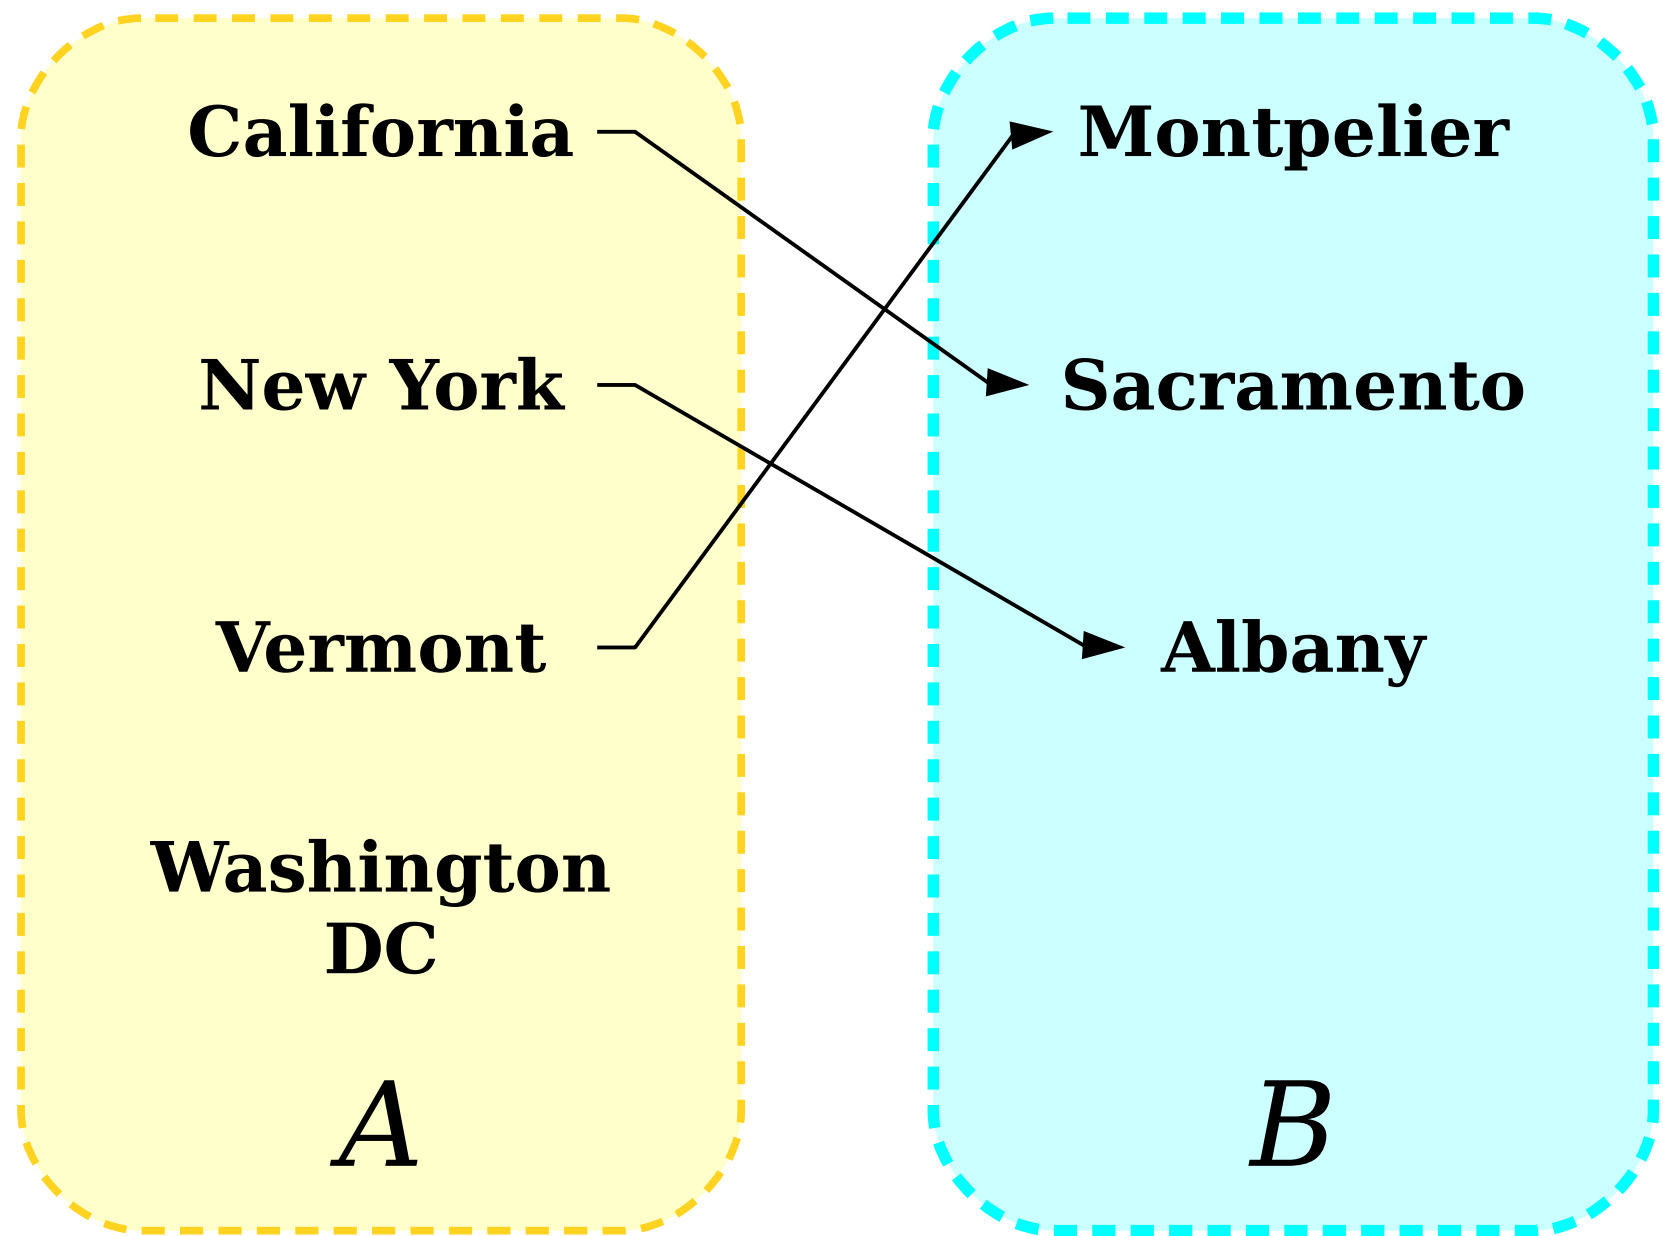 California
Montpelier
New York
Sacramento
Vermont
Albany
Washington
DC
A
B